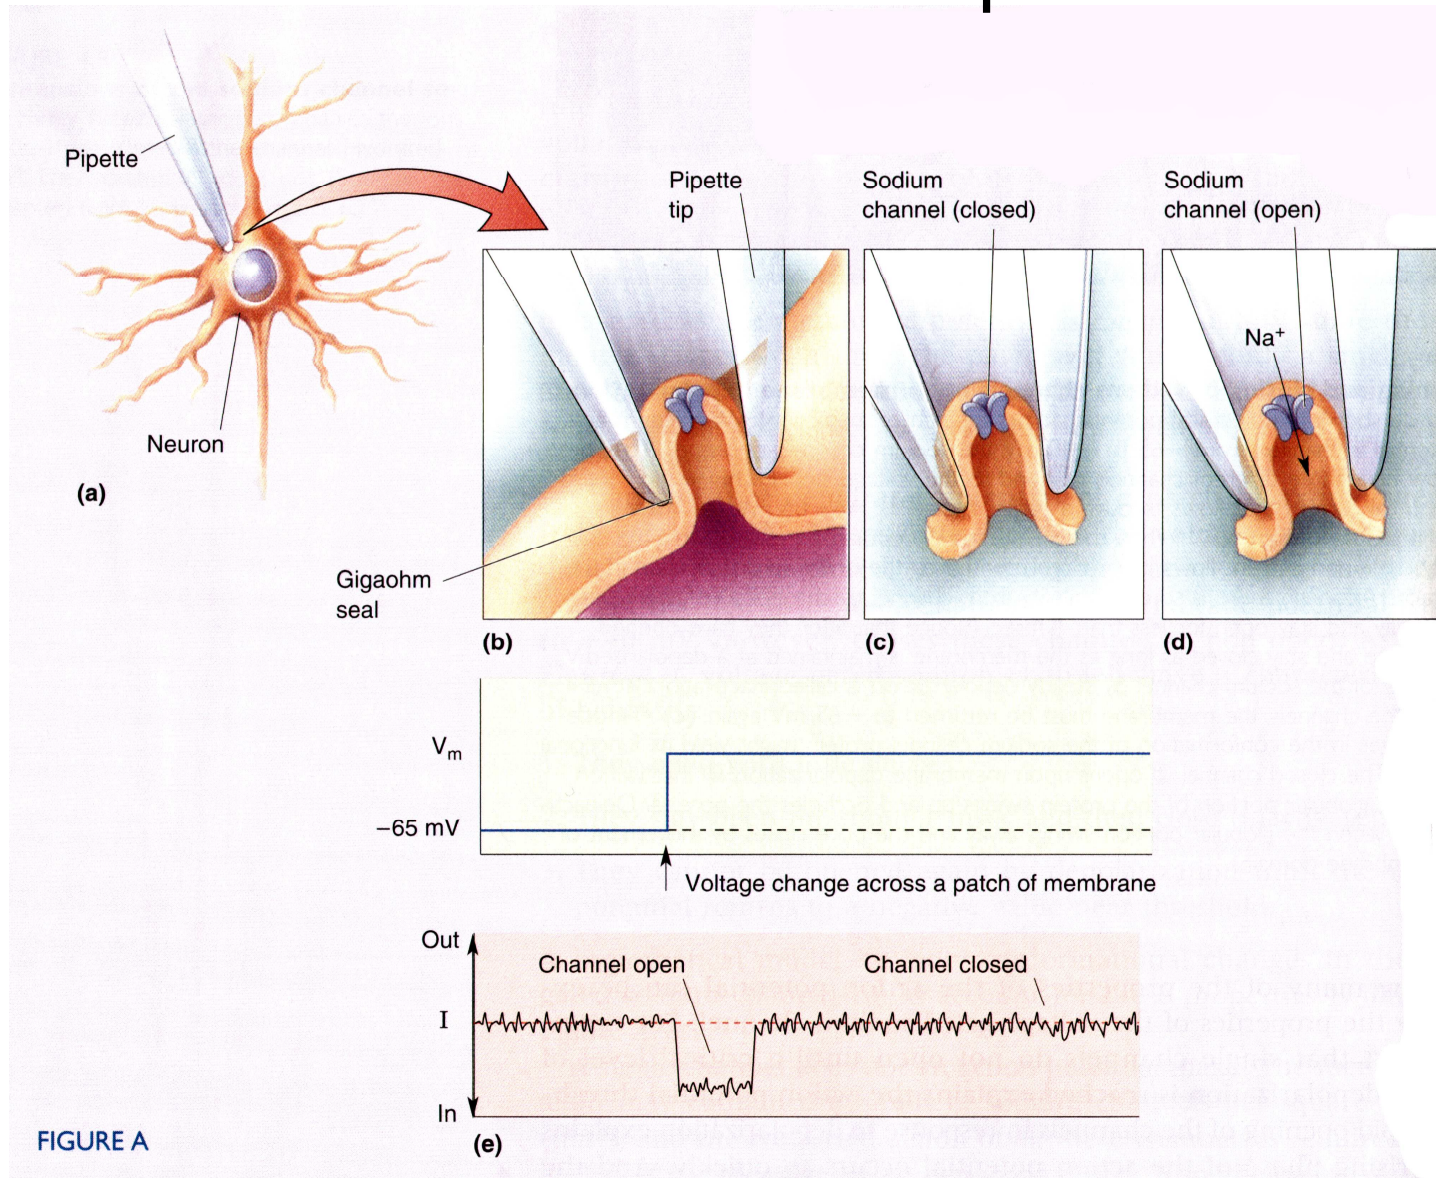 Pipette
Neuron
(a)
Pipette
tip
Sodium
channel (closed)
Sodium
channel (open)
Na⁺
Gigaohm
seal
(b)
(c)
(d)
Vₘ
−65 mV
Voltage change across a patch of membrane
Out
Channel open
Channel closed
I
In
(e)
FIGURE A